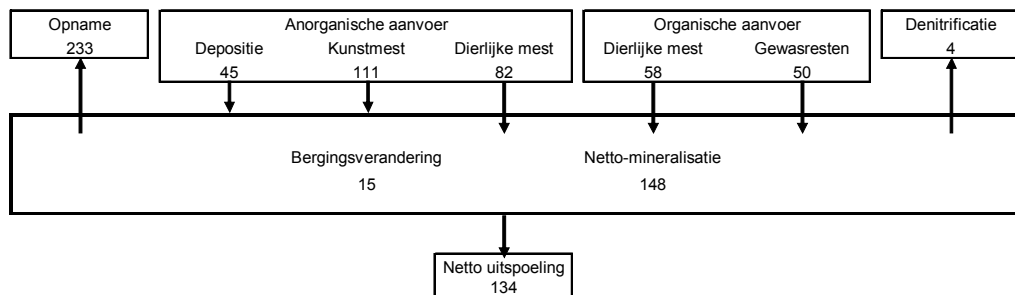 Opname
233
Anorganische aanvoer
Depositie Kunstmest Dierlijke mest
45 111 82
Organische aanvoer
Dierlijke mest Gewasresten
58 50
Denitrificatie
4
Bergingsverandering Netto-mineralisatie
15 148
Netto uitspoeling
134